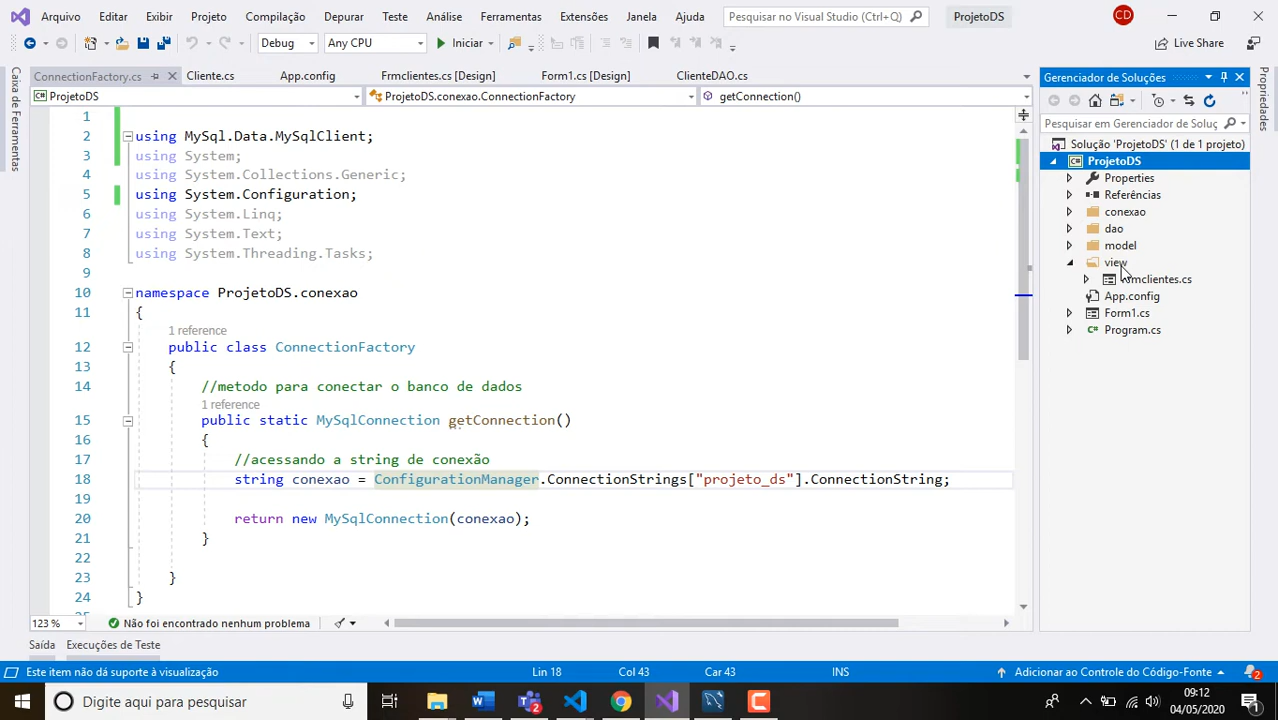 Arquivo Editar Exibir Projeto Compilação Depurar Teste Análise Ferramentas Extensões Janela Ajuda Pesquisar no Visual Studio (Ctrl+Q) ProjetoDS CD
Debug Any CPU Iniciar Live Share
ConnectionFactory.cs Cliente.cs App.config Frmclientes.cs [Design] Form1.cs [Design] ClienteDAO.cs
ProjetoDS ProjetoDS.conexao.ConnectionFactory getConnection()
Caixa de Ferramentas
1
2 using MySql.Data.MySqlClient;
3 using System;
4 using System.Collections.Generic;
5 using System.Configuration;
6 using System.Linq;
7 using System.Text;
8 using System.Threading.Tasks;
9
10 namespace ProjetoDS.conexao
11 {
1 reference
12 public class ConnectionFactory
13 {
14 //metodo para conectar o banco de dados
1 reference
15 public static MySqlConnection getConnection()
16 {
17 //acessando a string de conexão
18 string conexao = ConfigurationManager.ConnectionStrings["projeto_ds"].ConnectionString;
19
20 return new MySqlConnection(conexao);
21 }
22
23 }
24 }
123 % Não foi encontrado nenhum problema
Gerenciador de Soluções
Pesquisar em Gerenciador de Soluç
Solução 'ProjetoDS' (1 de 1 projeto)
ProjetoDS
Properties
Referências
conexao
dao
model
view
rmclientes.cs
App.config
Form1.cs
Program.cs
Propriedades
Saída Execuções de Teste
Este item não dá suporte à visualização Lin 18 Col 43 Car 43 INS Adicionar ao Controle do Código-Fonte 2
Digite aqui para pesquisar 2 09:12
04/05/2020 1